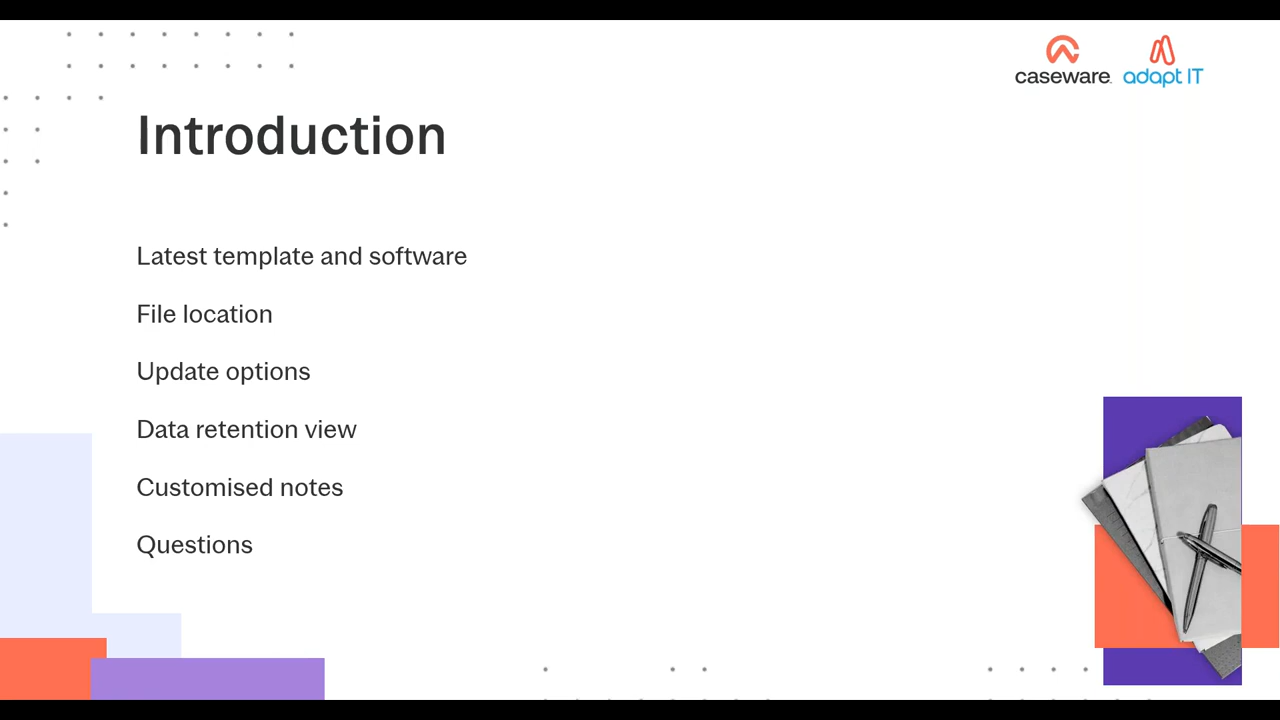 caseware
adapt IT
Introduction
Latest template and software
File location
Update options
Data retention view
Customised notes
Questions